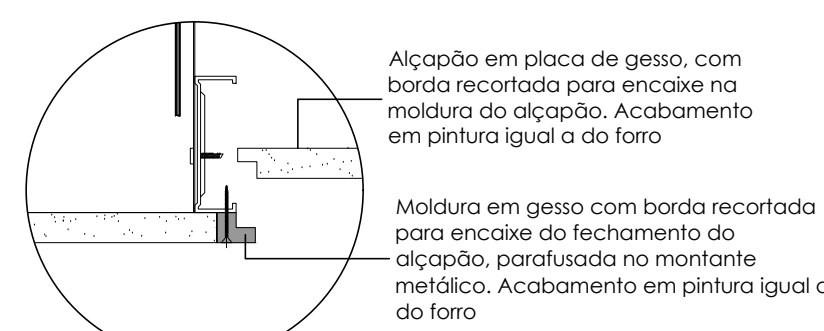 Alçapão em placa de gesso, com
borda recortada para encaixe na
moldura do alçapão. Acabamento
em pintura igual a do forro
Moldura em gesso com borda recortada
para encaixe do fechamento do
alçapão, parafusada no montante
metálico. Acabamento em pintura igual a
do forro